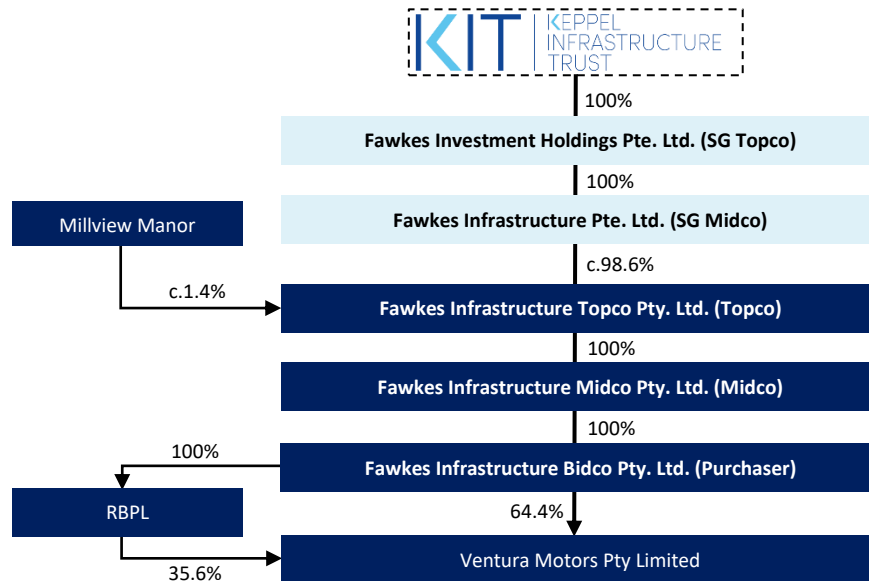 KIT KEPPEL
INFRASTRUCTURE
TRUST
100%
Fawkes Investment Holdings Pte. Ltd. (SG Topco)
100%
Millview Manor
Fawkes Infrastructure Pte. Ltd. (SG Midco)
c.98.6%
c.1.4%
Fawkes Infrastructure Topco Pty. Ltd. (Topco)
100%
Fawkes Infrastructure Midco Pty. Ltd. (Midco)
100%
100%
Fawkes Infrastructure Bidco Pty. Ltd. (Purchaser)
RBPL
64.4%
35.6%
Ventura Motors Pty Limited